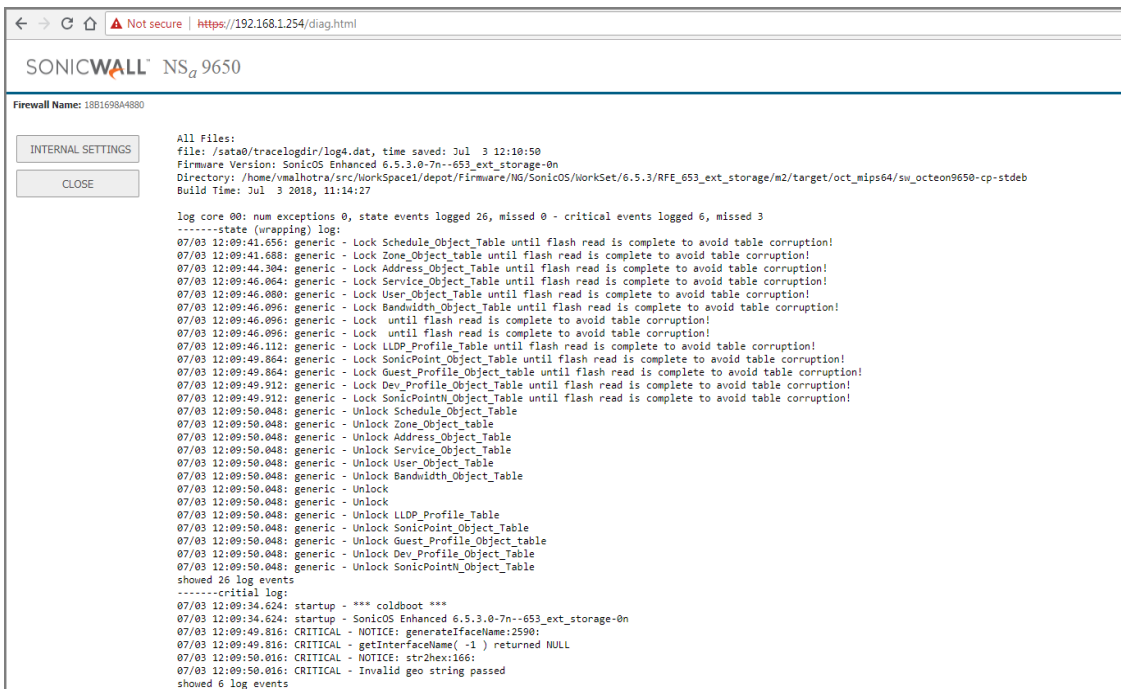 Not secure | https://192.168.1.254/diag.html
SONICWALL™ NSa 9650
Firewall Name: 18B1698A4880
INTERNAL SETTINGS
CLOSE
All Files:
file: /sata0/tracelogdir/log4.dat, time saved: Jul  3 12:10:50
Firmware Version: SonicOS Enhanced 6.5.3.0-7n--653_ext_storage-0n
Directory: /home/vmalhotra/src/WorkSpace1/depot/Firmware/NG/SonicOS/WorkSet/6.5.3/RFE_653_ext_storage/m2/target/oct_mips64/sw_octeon9650-cp-stdeb
Build Time: Jul  3 2018, 11:14:27
log core 00: num exceptions 0, state events logged 26, missed 0 - critical events logged 6, missed 3
-------state (wrapping) log:
07/03 12:09:41.656: generic - Lock Schedule_Object_Table until flash read is complete to avoid table corruption!
07/03 12:09:41.688: generic - Lock Zone_Object_table until flash read is complete to avoid table corruption!
07/03 12:09:44.304: generic - Lock Address_Object_Table until flash read is complete to avoid table corruption!
07/03 12:09:46.064: generic - Lock Service_Object_Table until flash read is complete to avoid table corruption!
07/03 12:09:46.080: generic - Lock User_Object_Table until flash read is complete to avoid table corruption!
07/03 12:09:46.096: generic - Lock Bandwidth_Object_Table until flash read is complete to avoid table corruption!
07/03 12:09:46.096: generic - Lock  until flash read is complete to avoid table corruption!
07/03 12:09:46.096: generic - Lock  until flash read is complete to avoid table corruption!
07/03 12:09:46.112: generic - Lock LLDP_Profile_Table until flash read is complete to avoid table corruption!
07/03 12:09:49.864: generic - Lock SonicPoint_Object_Table until flash read is complete to avoid table corruption!
07/03 12:09:49.864: generic - Lock Guest_Profile_Object_table until flash read is complete to avoid table corruption!
07/03 12:09:49.912: generic - Lock Dev_Profile_Object_Table until flash read is complete to avoid table corruption!
07/03 12:09:49.912: generic - Lock SonicPointN_Object_Table until flash read is complete to avoid table corruption!
07/03 12:09:50.048: generic - Unlock Schedule_Object_Table
07/03 12:09:50.048: generic - Unlock Zone_Object_table
07/03 12:09:50.048: generic - Unlock Address_Object_Table
07/03 12:09:50.048: generic - Unlock Service_Object_Table
07/03 12:09:50.048: generic - Unlock User_Object_Table
07/03 12:09:50.048: generic - Unlock Bandwidth_Object_Table
07/03 12:09:50.048: generic - Unlock
07/03 12:09:50.048: generic - Unlock
07/03 12:09:50.048: generic - Unlock LLDP_Profile_Table
07/03 12:09:50.048: generic - Unlock SonicPoint_Object_Table
07/03 12:09:50.048: generic - Unlock Guest_Profile_Object_table
07/03 12:09:50.048: generic - Unlock Dev_Profile_Object_Table
07/03 12:09:50.048: generic - Unlock SonicPointN_Object_Table
showed 26 log events
-------critial log:
07/03 12:09:34.624: startup - *** coldboot ***
07/03 12:09:34.624: startup - SonicOS Enhanced 6.5.3.0-7n--653_ext_storage-0n
07/03 12:09:49.816: CRITICAL - NOTICE: generateIfaceName:2590:
07/03 12:09:49.816: CRITICAL - getInterfaceName( -1 ) returned NULL
07/03 12:09:50.016: CRITICAL - NOTICE: str2hex:166:
07/03 12:09:50.016: CRITICAL - Invalid geo string passed
showed 6 log events